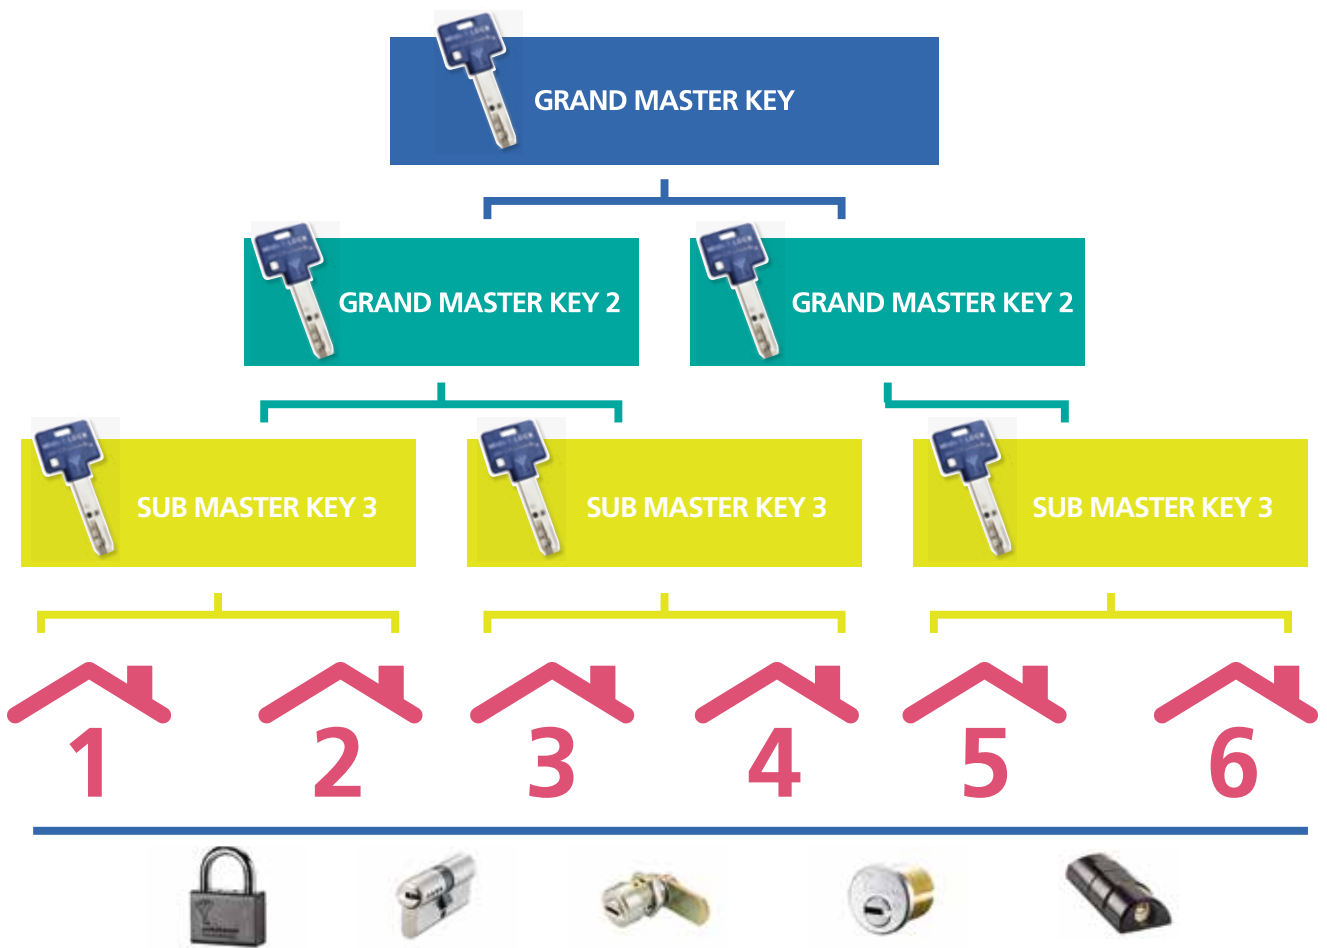 GRAND MASTER KEY
GRAND MASTER KEY 2
GRAND MASTER KEY 2
SUB MASTER KEY 3
SUB MASTER KEY 3
SUB MASTER KEY 3
1
2
3
4
5
6